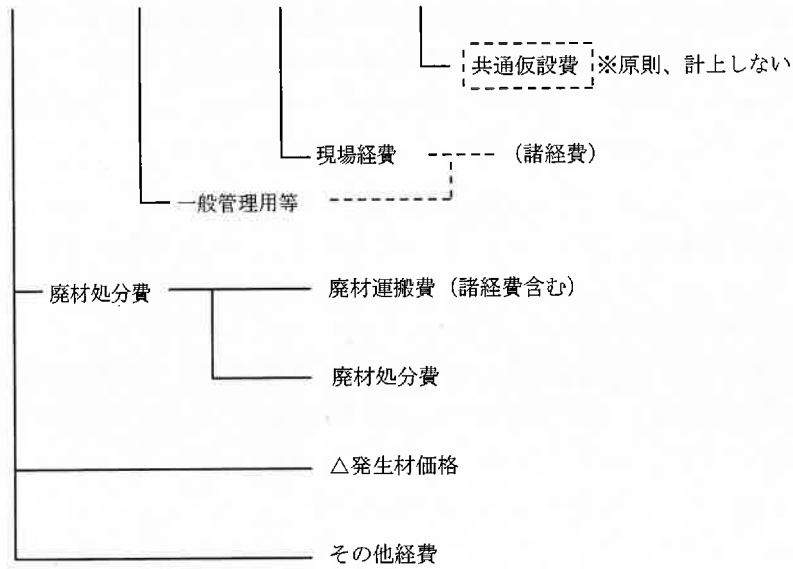 共通仮設費 ※原則、計上しない
現場経費 (諸経費)
一般管理用等
廃材処分費 廃材運搬費（諸経費含む）
廃材処分費
△発生材価格
その他経費